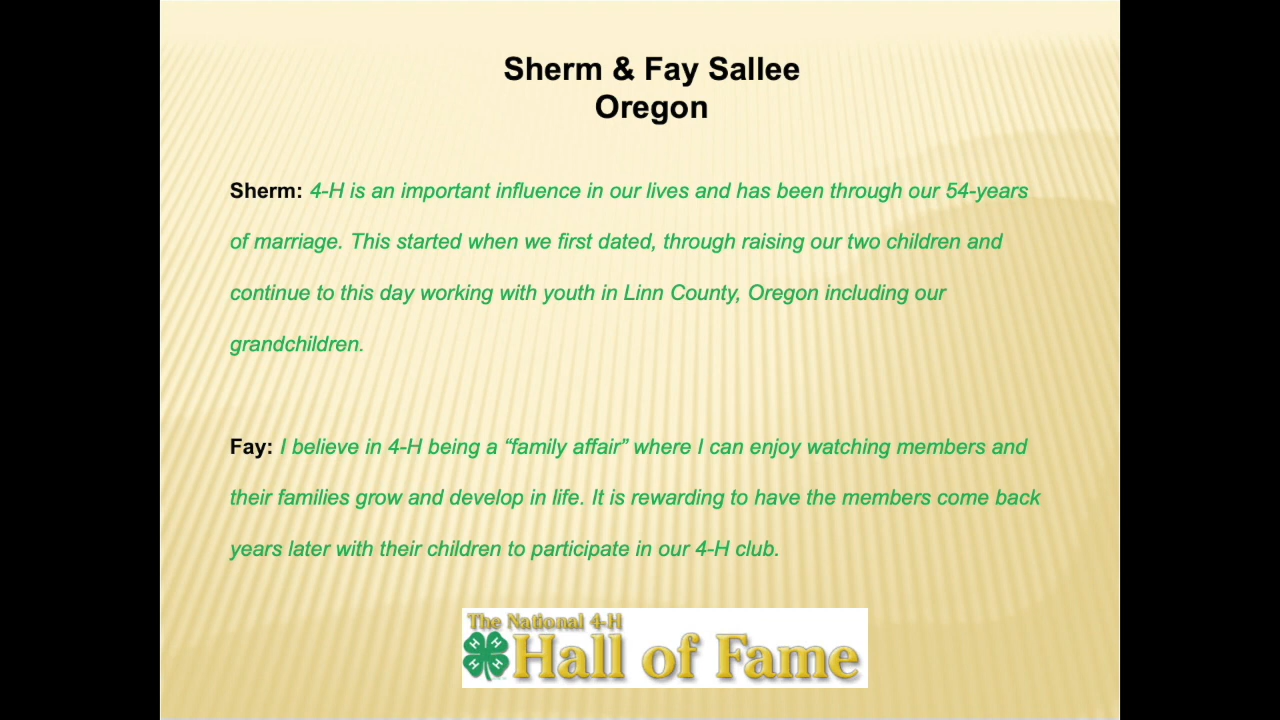 Sherm & Fay Sallee
Oregon
Sherm: 4-H is an important influence in our lives and has been through our 54-years
of marriage. This started when we first dated, through raising our two children and
continue to this day working with youth in Linn County, Oregon including our
grandchildren.
Fay: I believe in 4-H being a “family affair” where I can enjoy watching members and
their families grow and develop in life. It is rewarding to have the members come back
years later with their children to participate in our 4-H club.
The National 4-H
H H Hall of Fame
H H